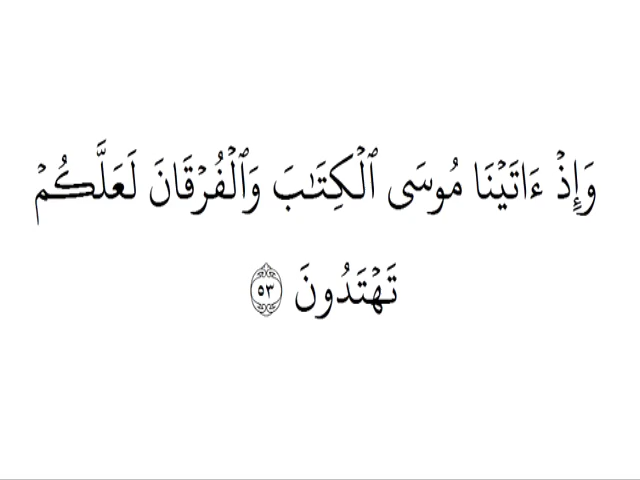 وَإِذْ ءَاتَيْنَا مُوسَى ٱلْكِتَٰبَ وَٱلْفُرْقَانَ لَعَلَّكُمْ
تَهْتَدُونَ ۝٥٣